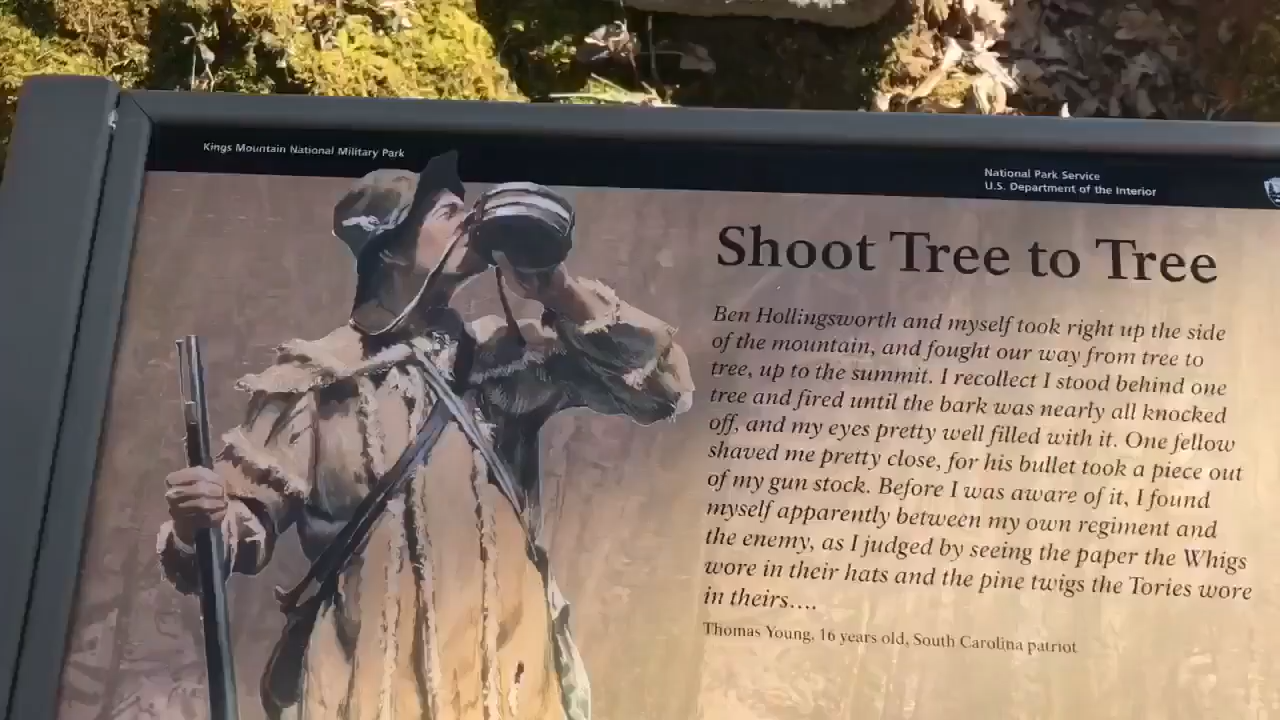 Kings Mountain National Military Park
National Park Service
U.S. Department of the Interior
Shoot Tree to Tree
Ben Hollingsworth and myself took right up the side
of the mountain, and fought our way from tree to
tree, up to the summit. I recollect I stood behind one
tree and fired until the bark was nearly all knocked
off, and my eyes pretty well filled with it. One fellow
shaved me pretty close, for his bullet took a piece out
of my gun stock. Before I was aware of it, I found
myself apparently between my own regiment and
the enemy, as I judged by seeing the paper the Whigs
wore in their hats and the pine twigs the Tories wore
in theirs....
Thomas Young, 16 years old, South Carolina patriot